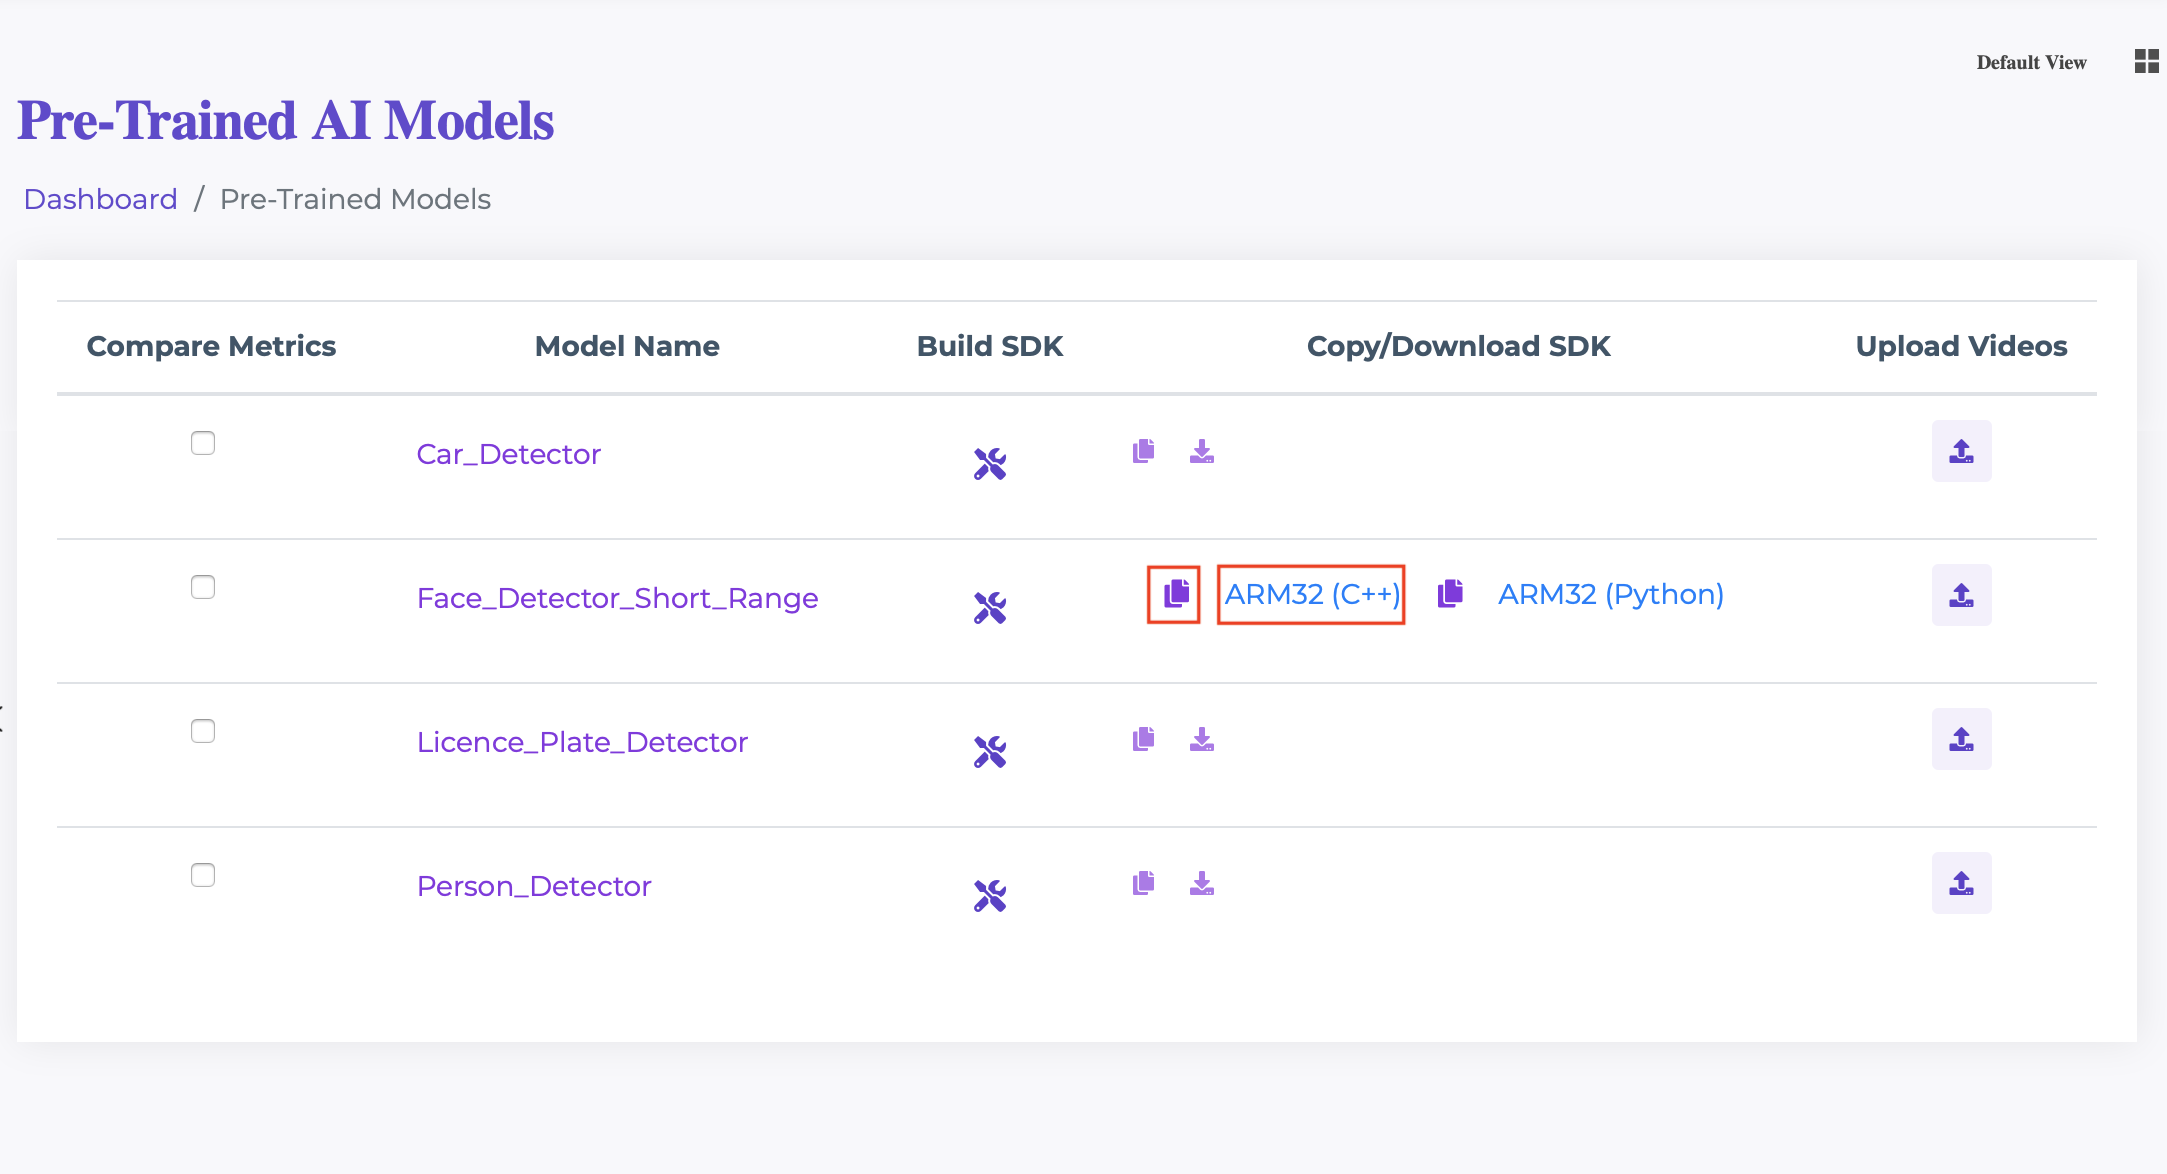 Default View
Pre-Trained AI Models
Dashboard / Pre-Trained Models
Compare Metrics Model Name Build SDK Copy/Download SDK Upload Videos
Car_Detector
Face_Detector_Short_Range ARM32 (C++) ARM32 (Python)
Licence_Plate_Detector
Person_Detector